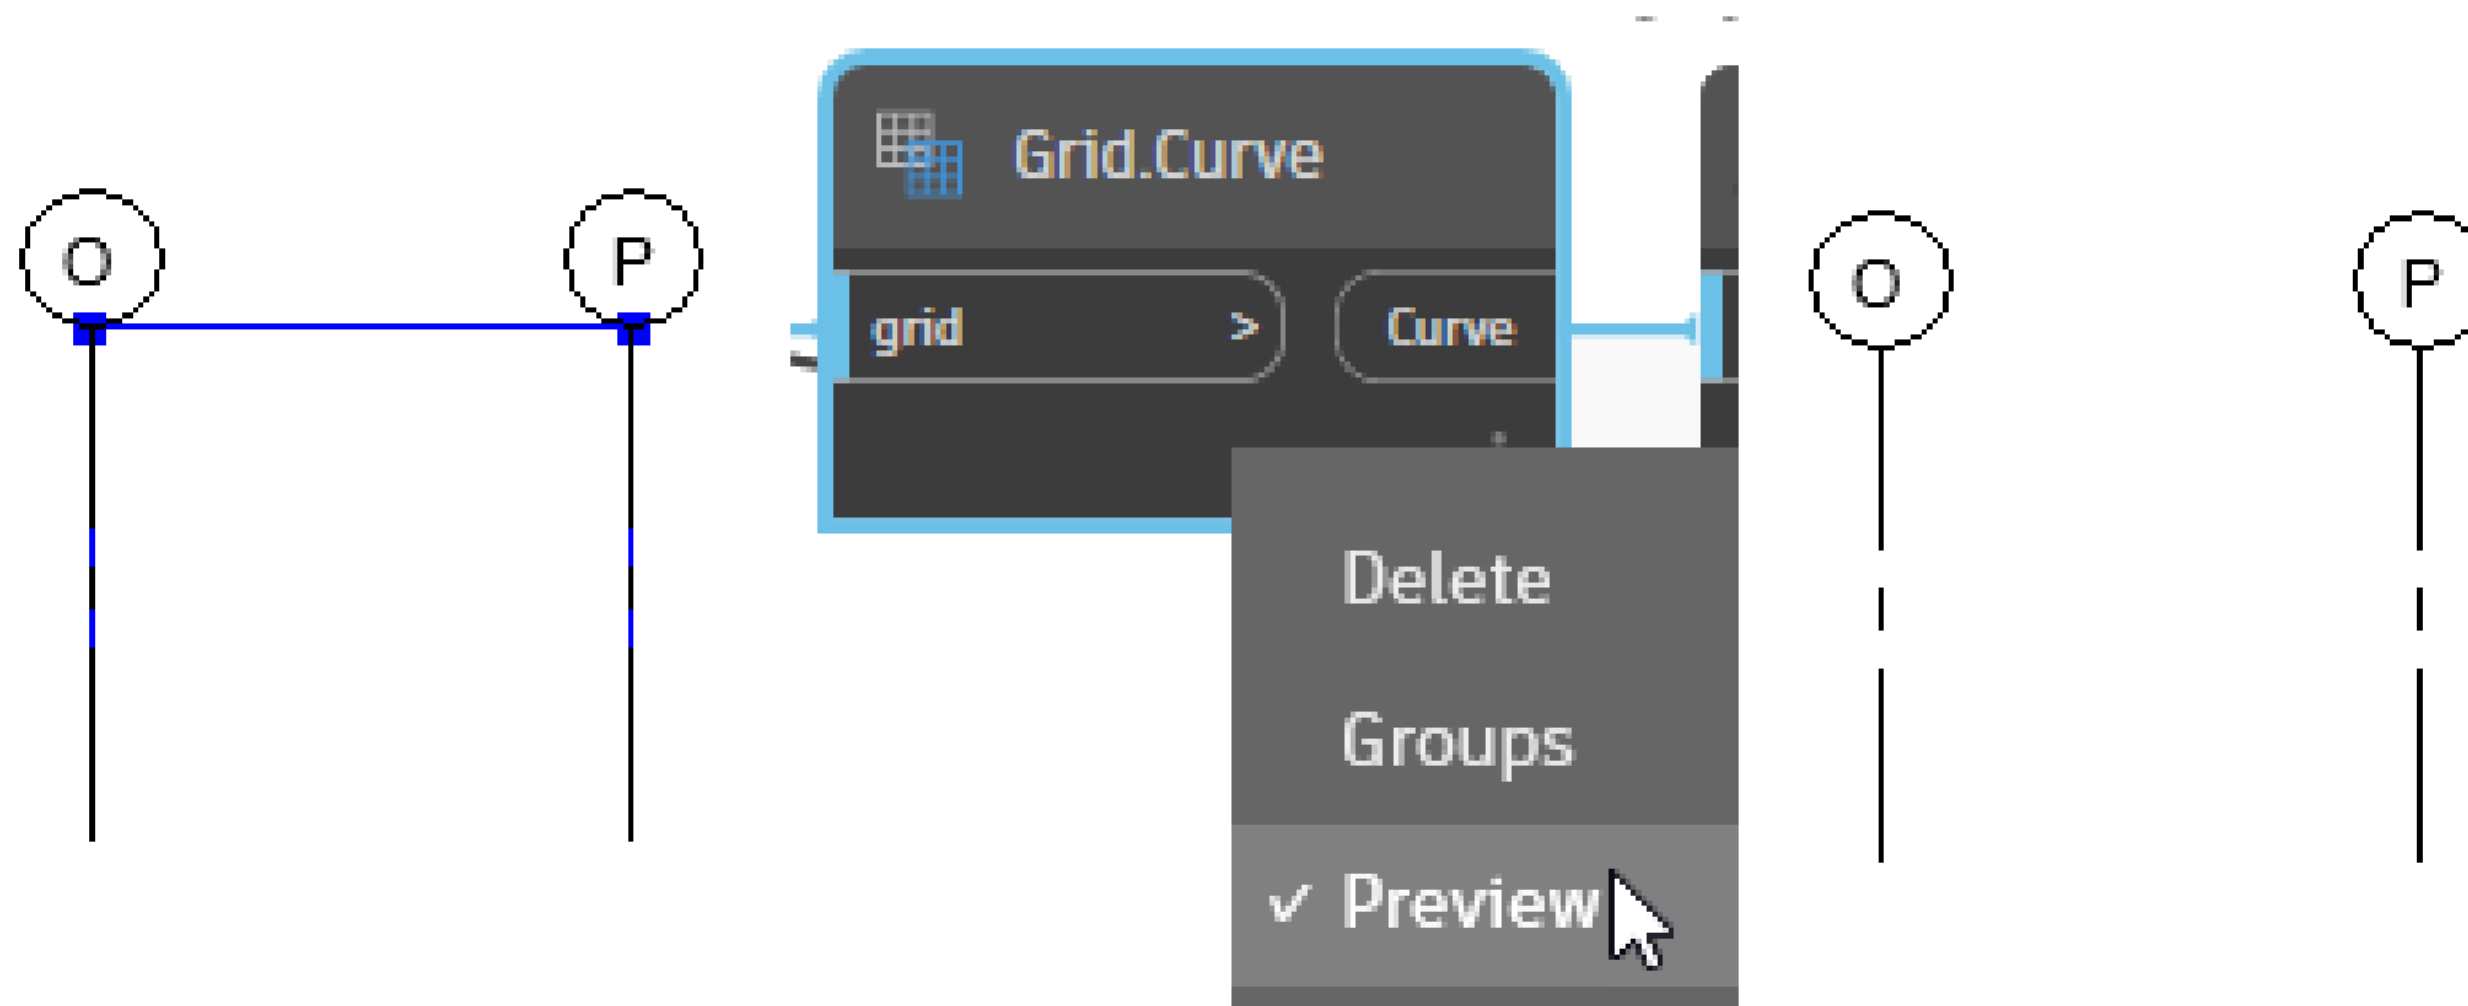 O P
Grid.Curve
grid > Curve
Delete
Groups
✓ Preview
O P